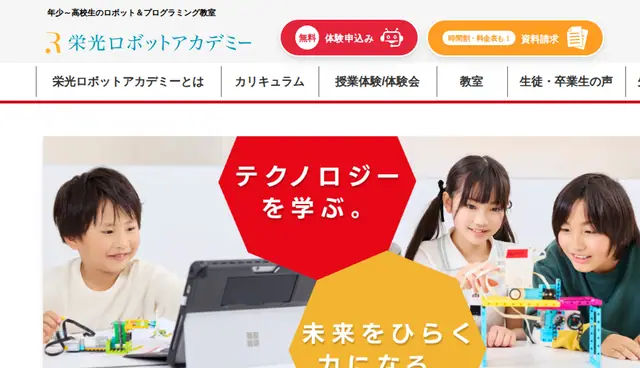 年少～高校生のロボット＆プログラミング教室
栄光ロボットアカデミー
無料 体験申込み
時間割・料金表も！ 資料請求
栄光ロボットアカデミーとは
カリキュラム
授業体験/体験会
教室
生徒・卒業生の声
テクノロジー
を学ぶ。
未来をひらく
力になる